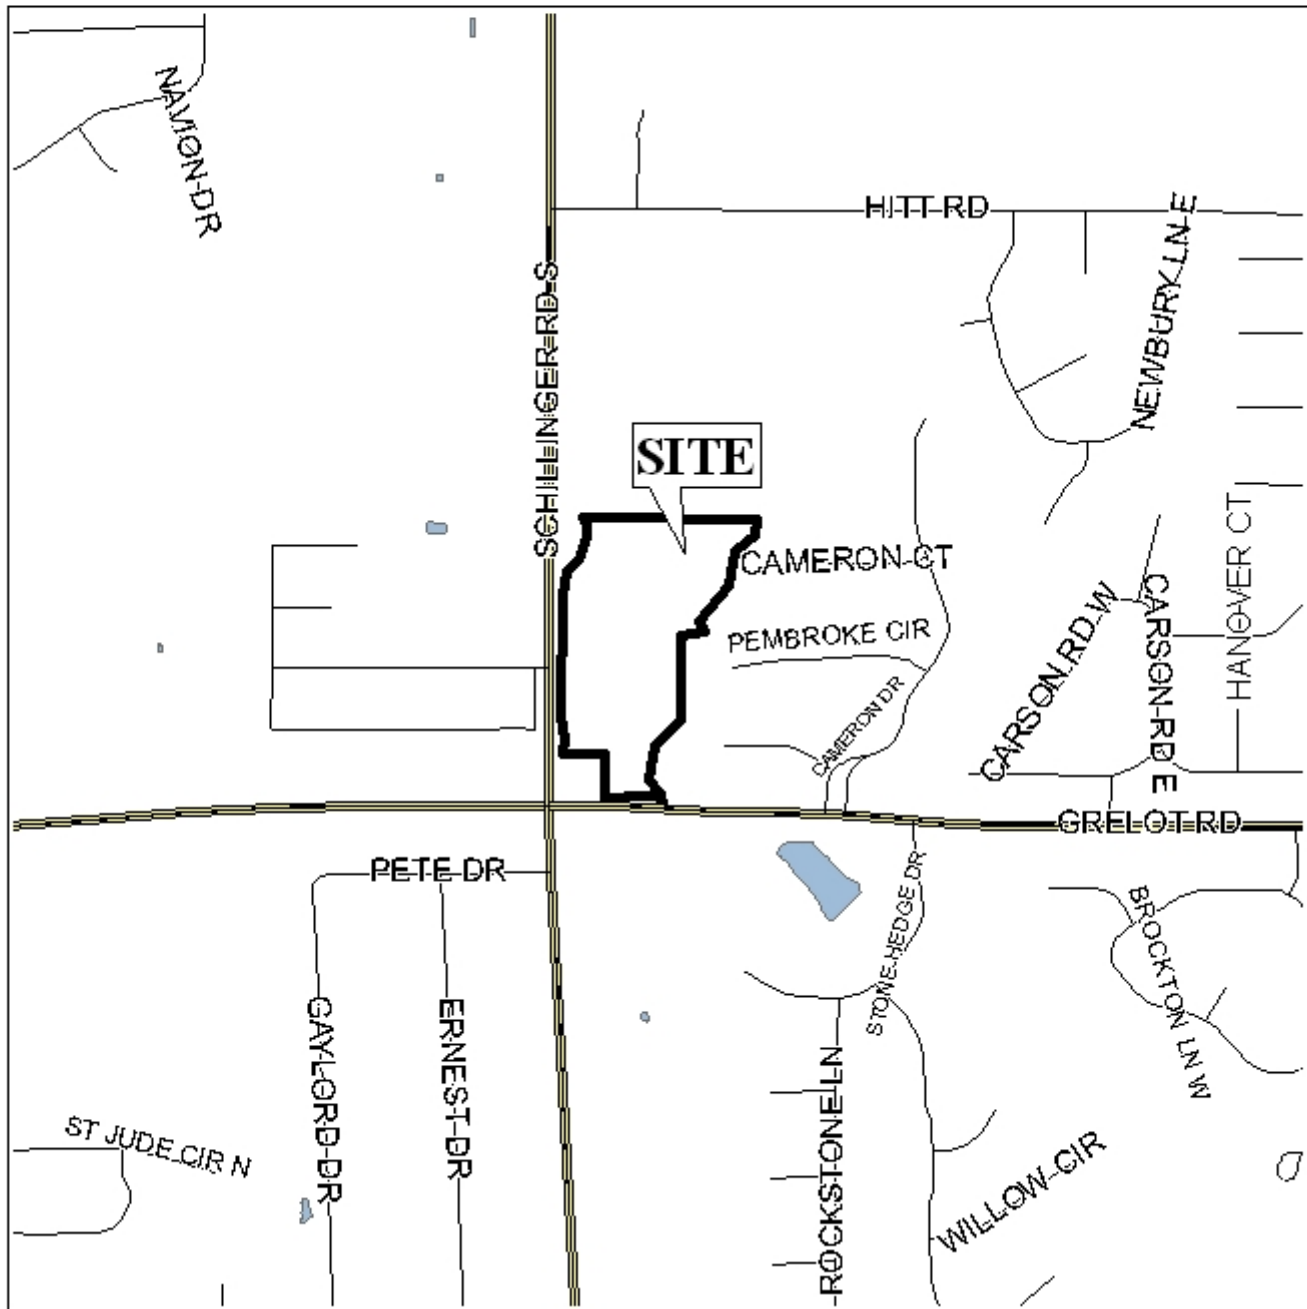 NAVION DR
HITT RD
NEWBURY LN E
SCHILLINGER RD S
SITE
CAMERON CT
PEMBROKE CIR
CAMERON DR
CARSON RD W
CARSON RD E
HANOVER CT
GRELOT RD
PETE DR
STONE HEDGE DR
BROCKTON LN W
GAYLORD DR
ERNEST DR
ROCKSTONE LN
ST JUDE CIR N
WILLOW CIR